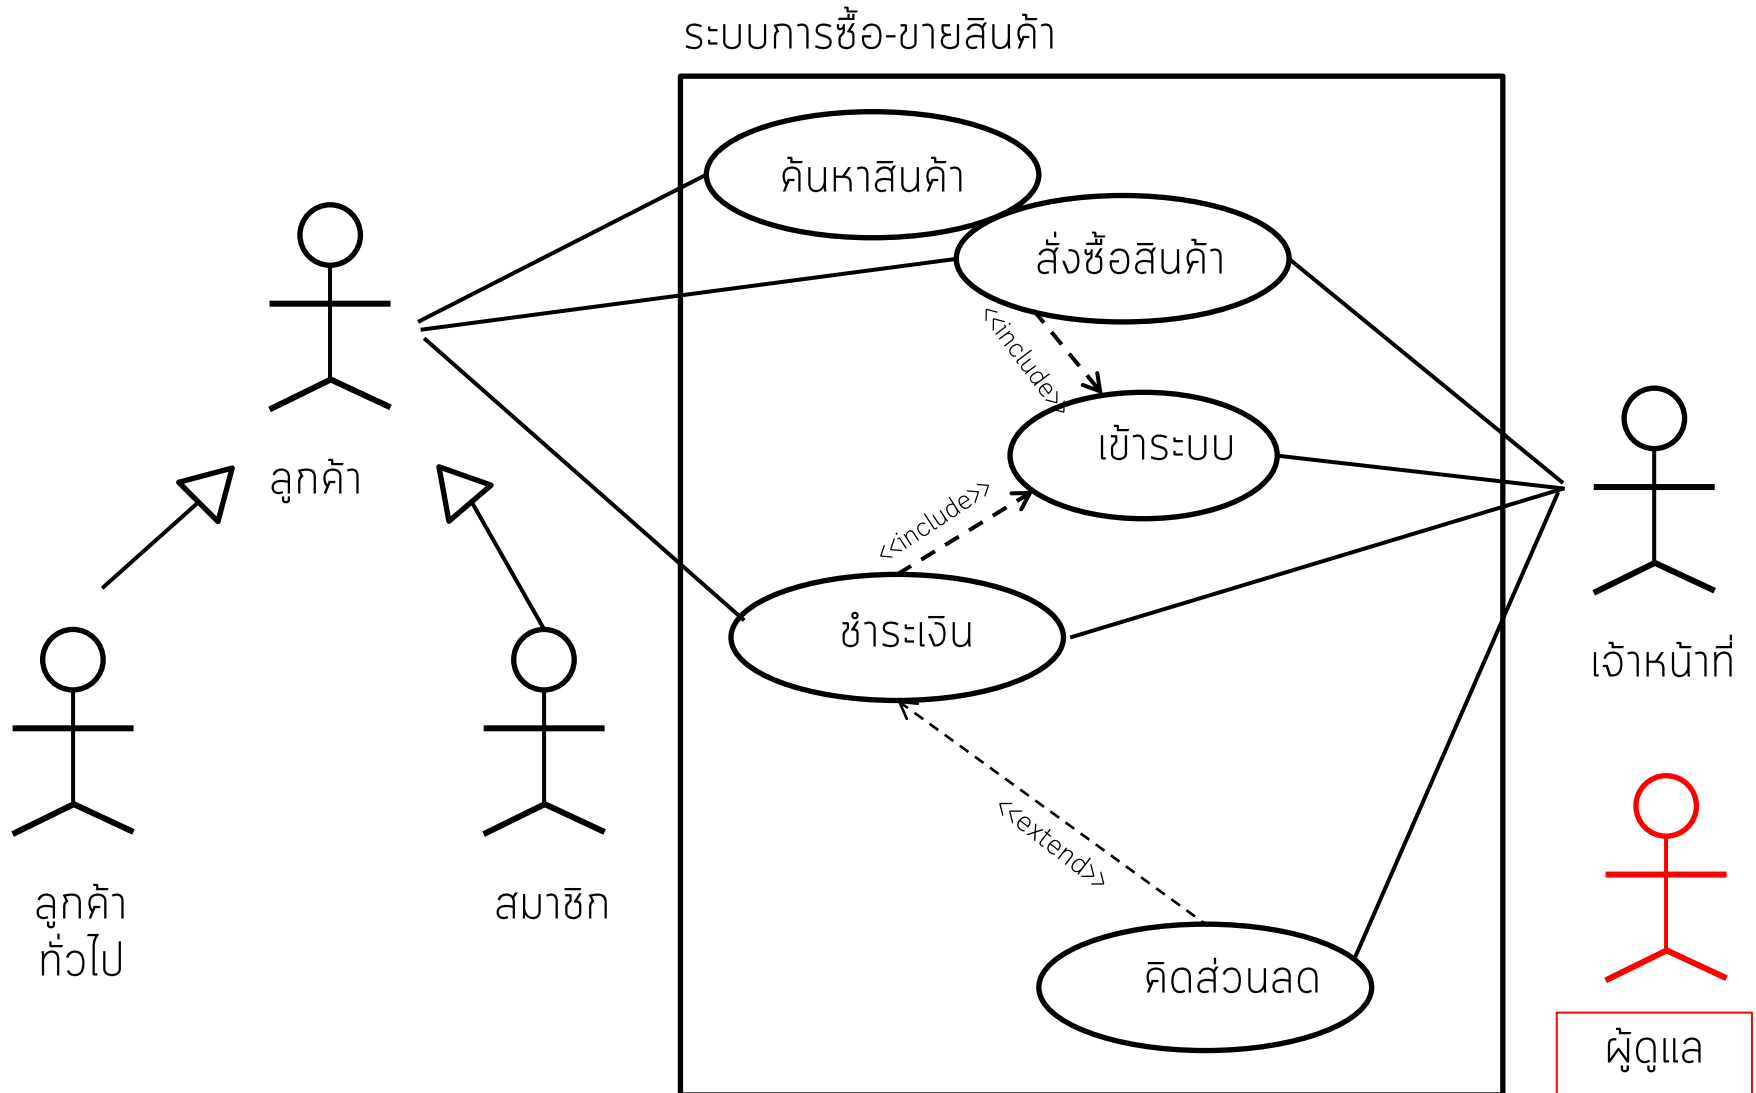 ระบบการซื้อ-ขายสินค้า
ค้นหาสินค้า
สั่งซื้อสินค้า
<<include>>
เข้าระบบ
ลูกค้า
<<include>>
ชำระเงิน
เจ้าหน้าที่
<<extend>>
ลูกค้า
ทั่วไป
สมาชิก
คิดส่วนลด
ผู้ดูแล